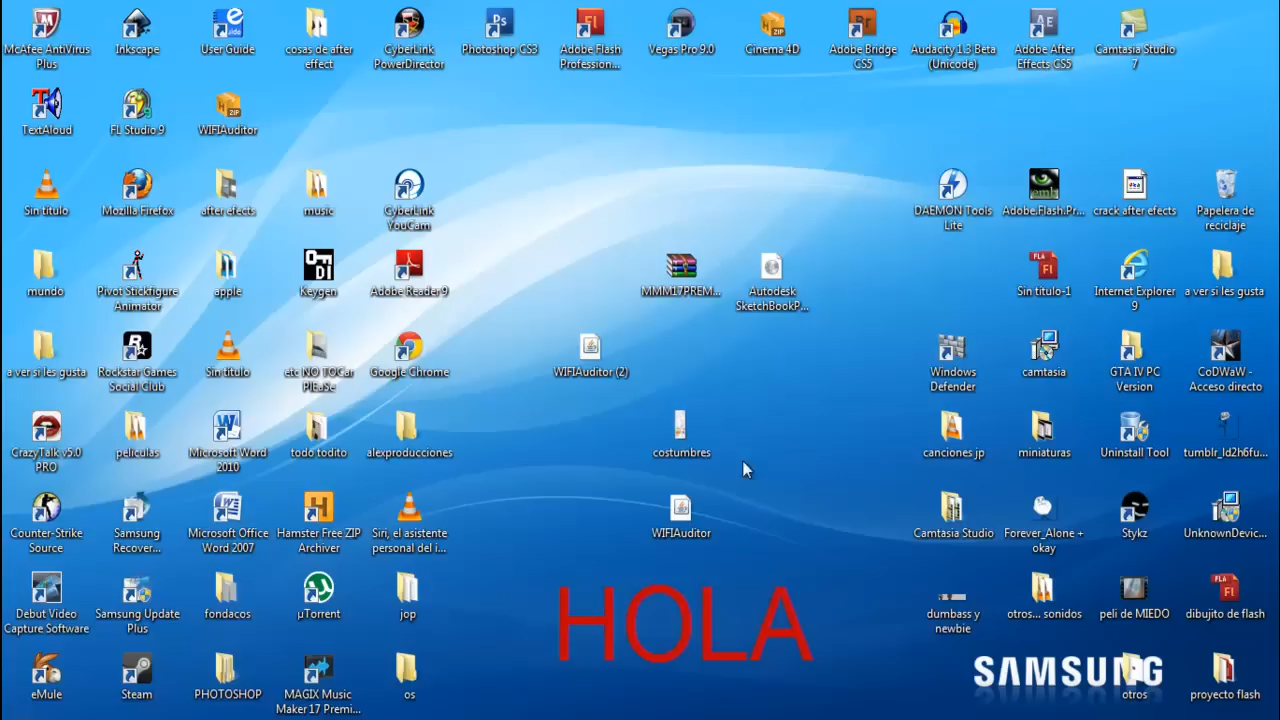 McAfee AntiVirus
Plus
Inkscape
User Guide
cosas de after
effect
CyberLink
PowerDirector
Photoshop CS3
Adobe Flash
Profession...
Vegas Pro 9.0
Cinema 4D
Adobe Bridge
CS5
Audacity 1.3 Beta
(Unicode)
Adobe After
Effects CS5
Camtasia Studio
7
TextAloud
FL Studio 9
WIFIAuditor
Sin titulo
Mozilla Firefox
after efects
music
CyberLink
YouCam
DAEMON Tools
Lite
Adobe.Flash.Pr...
crack after efects
Papelera de
reciclaje
mundo
Pivot Stickfigure
Animator
apple
Keygen
Adobe Reader 9
MMM17PREM...
Autodesk
SketchBookP...
Sin titulo-1
Internet Explorer
9
a ver si les gusta
a ver si les gusta
Rockstar Games
Social Club
Sin titulo
etc NO TOCar
PlEaSe
Google Chrome
WIFIAuditor (2)
Windows
Defender
camtasia
GTA IV PC
Version
CoDWaW -
Acceso directo
CrazyTalk v5.0
PRO
peliculas
Microsoft Word
2010
todo todito
alexproducciones
costumbres
canciones jp
miniaturas
Uninstall Tool
tumblr_ld2h6fu...
Counter-Strike
Source
Samsung
Recover...
Microsoft Office
Word 2007
Hamster Free ZIP
Archiver
Siri, el asistente
personal del i...
WIFIAuditor
Camtasia Studio
Forever_Alone +
okay
Stykz
UnknownDevic...
Debut Video
Capture Software
Samsung Update
Plus
fondacos
µTorrent
jop
HOLA
dumbass y
newbie
otros... sonidos
peli de MIEDO
dibujito de flash
SAMSUNG
eMule
Steam
PHOTOSHOP
MAGIX Music
Maker 17 Premi...
os
otros
proyecto flash